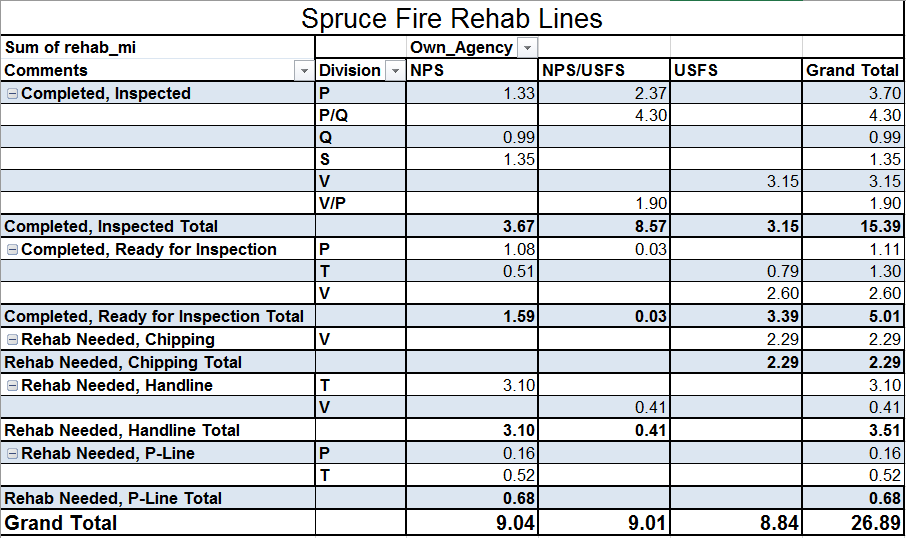 Spruce Fire Rehab Lines
Sum of rehab_mi Own_Agency
Comments Division NPS NPS/USFS USFS Grand Total
Completed, Inspected P 1.33 2.37 3.70
P/Q 4.30 4.30
Q 0.99 0.99
S 1.35 1.35
V 3.15 3.15
V/P 1.90 1.90
Completed, Inspected Total 3.67 8.57 3.15 15.39
Completed, Ready for Inspection P 1.08 0.03 1.11
T 0.51 0.79 1.30
V 2.60 2.60
Completed, Ready for Inspection Total 1.59 0.03 3.39 5.01
Rehab Needed, Chipping V 2.29 2.29
Rehab Needed, Chipping Total 2.29 2.29
Rehab Needed, Handline T 3.10 3.10
V 0.41 0.41
Rehab Needed, Handline Total 3.10 0.41 3.51
Rehab Needed, P-Line P 0.16 0.16
T 0.52 0.52
Rehab Needed, P-Line Total 0.68 0.68
Grand Total 9.04 9.01 8.84 26.89